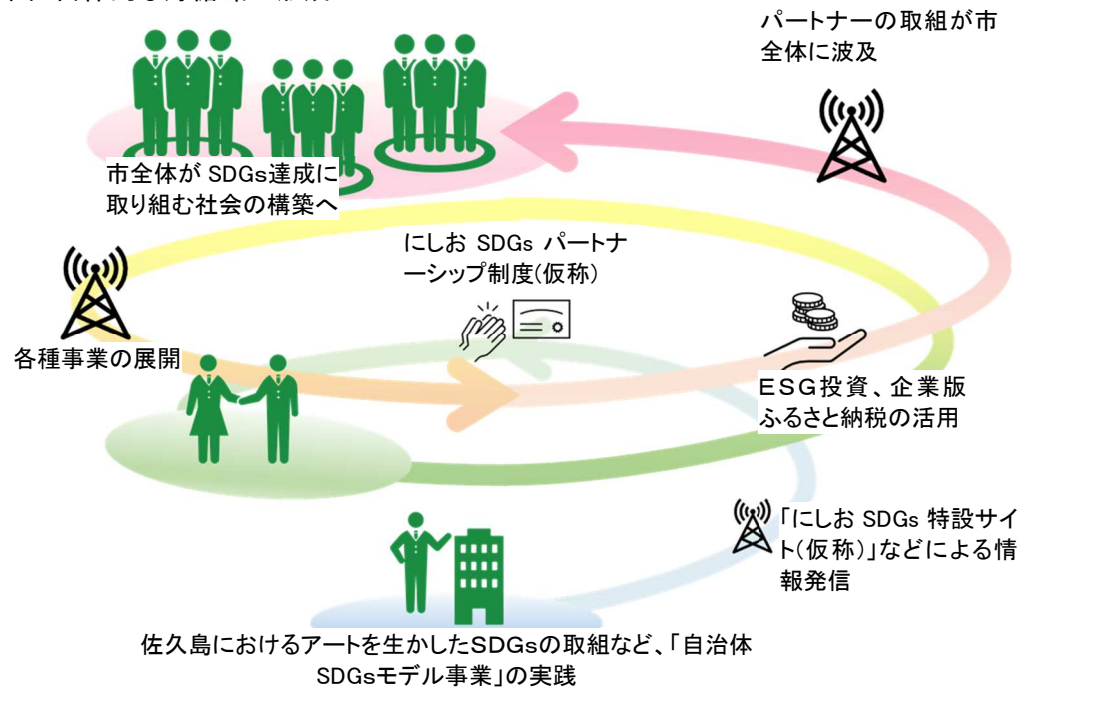 パートナーの取組が市
全体に波及
市全体が SDGs達成に
取り組む社会の構築へ
にしお SDGs パートナ
ーシップ制度(仮称)
各種事業の展開
ESG投資、企業版
ふるさと納税の活用
「にしお SDGs 特設サイ
ト(仮称)」などによる情
報発信
佐久島におけるアートを生かしたSDGsの取組など、「自治体
SDGsモデル事業」の実践